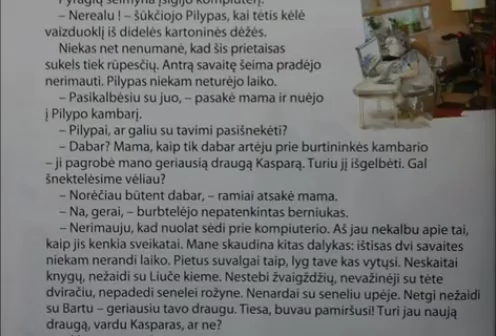 Pyragių šeimyna įsigijo kompiuterį.
– Nerealu ! – šūkčiojo Pilypas, kai tėtis kėlė
vaizduoklį iš didelės kartoninės dėžės.
Niekas net nenumanė, kad šis prietaisas
sukels tiek rūpesčių. Antrą savaitę šeima pradėjo
nerimauti. Pilypas niekam neturėjo laiko.
– Pasikalbėsiu su juo, – pasakė mama ir nuėjo
į Pilypo kambarį.
– Pilypai, ar galiu su tavimi pasišnekėti?
– Dabar? Mama, kaip tik dabar artėju prie burtininkės kambario
– ji pagrobė mano geriausią draugą Kasparą. Turiu jį išgelbėti. Gal
šnektelėsime vėliau?
– Norėčiau būtent dabar, – ramiai atsakė mama.
– Na, gerai, – burbtelėjo nepatenkintas berniukas.
– Nerimauju, kad nuolat sėdi prie kompiuterio. Aš jau nekalbu apie tai,
kaip jis kenkia sveikatai. Mane skaudina kitas dalykas: ištisas dvi savaites
niekam nerandi laiko. Pietus suvalgai taip, lyg tave kas vytųsi. Neskaitai
knygų, nežaidi su Liuče kieme. Nestebi žvaigždžių, nevažinėji su tėte
dviračiu, nepadedi senelei rožyne. Nenardai su seneliu upėje. Netgi nežaidi
su Bartu – geriausiu tavo draugu. Tiesa, buvau pamiršusi! Turi jau naują
draugą, vardu Kasparas, ar ne?